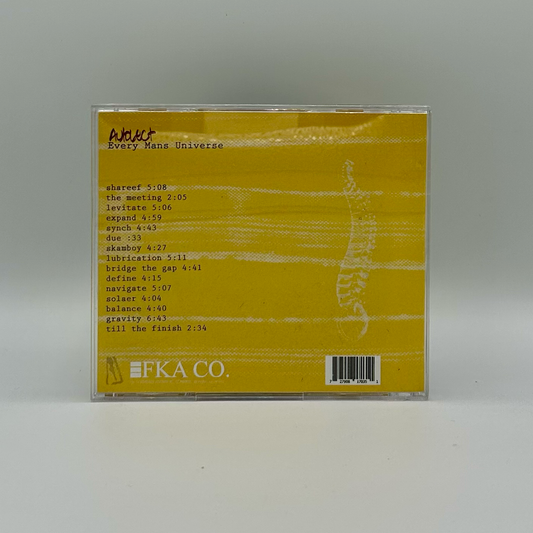 Every Mans Universe
shareef 5:08
the meeting 2:05
levitate 5:06
expand 4:59
synch 4:43
due :33
skamboy 4:27
lubrication 5:11
bridge the gap 4:41
define 4:15
navigate 5:07
solaer 4:04
balance 4:40
gravity 6:43
till the finish 2:34
EFKA CO.